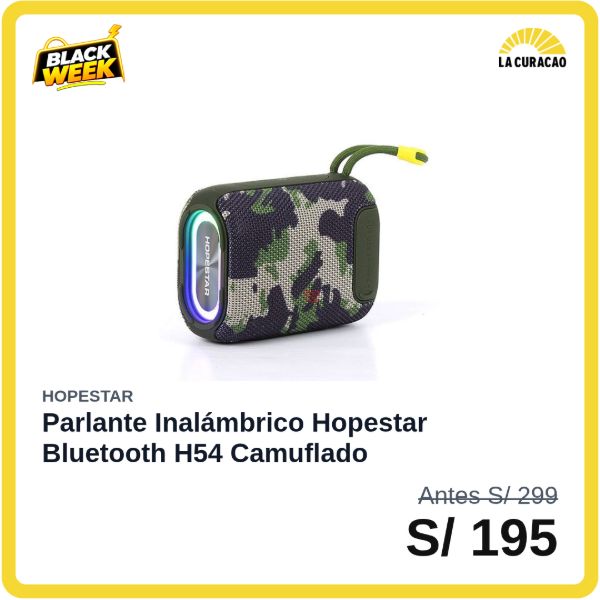 BLACK
WEEK
LA CURACAO
HOPESTAR
HOPESTAR
Parlante Inalámbrico Hopestar
Bluetooth H54 Camuflado
Antes S/ 299
S/ 195